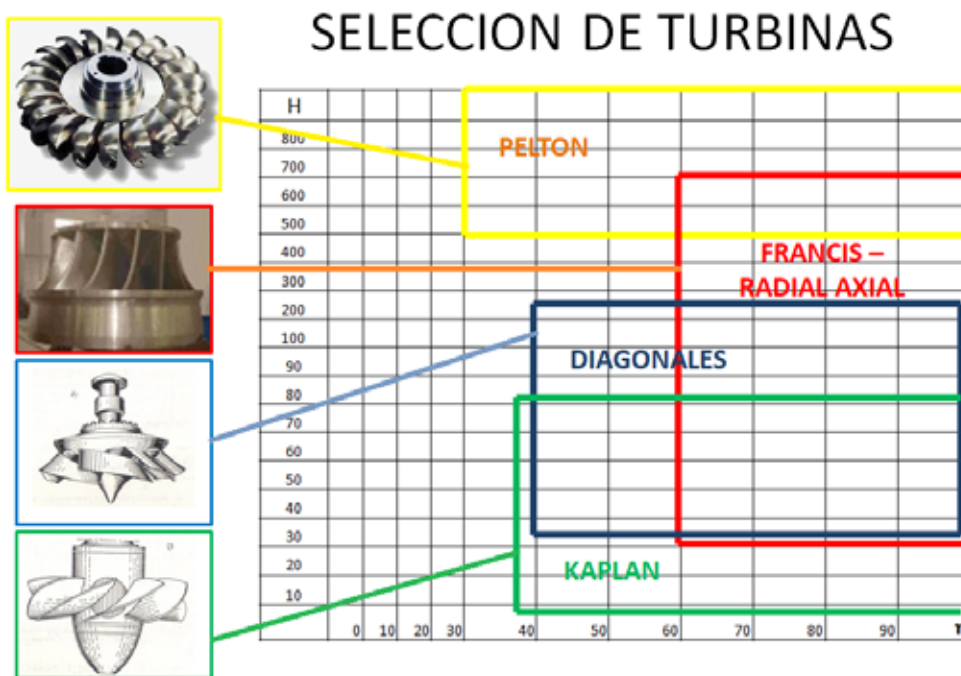 SELECCION DE TURBINAS
H
800
700
600
500
400
300
200
100
90
80
70
60
50
40
30
20
10
PELTON
FRANCIS –
RADIAL AXIAL
DIAGONALES
KAPLAN
0 10 20 30 40 50 60 70 80 90